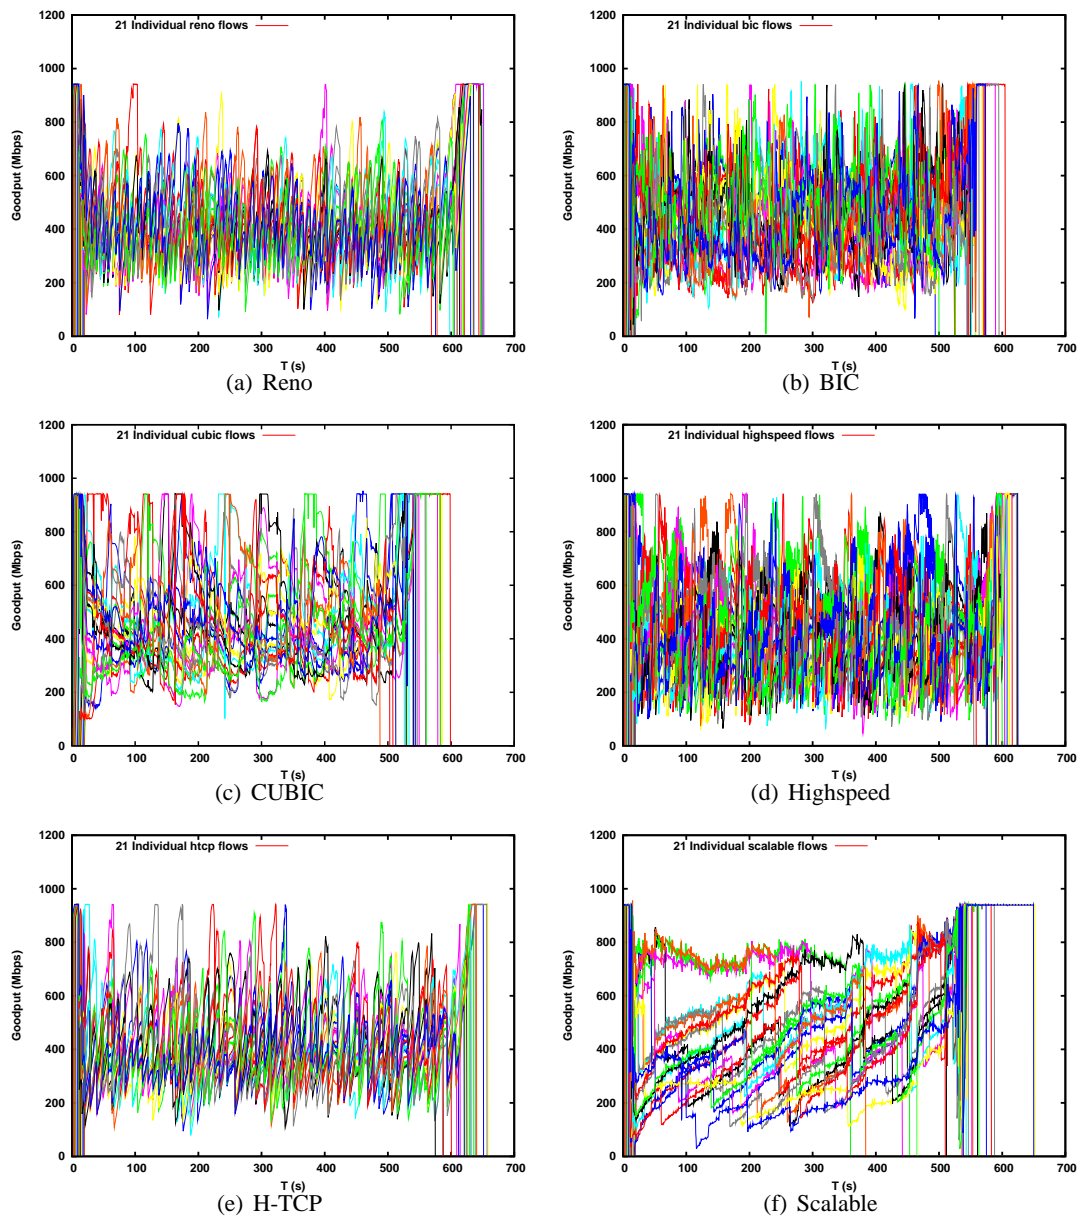 21 Individual reno flows
Goodput (Mbps)
1200
1000
800
600
400
200
0
0 100 200 300 400 500 600 700
T (s)
(a) Reno
21 Individual bic flows
Goodput (Mbps)
1200
1000
800
600
400
200
0
0 100 200 300 400 500 600 700
T (s)
(b) BIC
21 Individual cubic flows
Goodput (Mbps)
1200
1000
800
600
400
200
0
0 100 200 300 400 500 600 700
T (s)
(c) CUBIC
21 Individual highspeed flows
Goodput (Mbps)
1200
1000
800
600
400
200
0
0 100 200 300 400 500 600 700
T (s)
(d) Highspeed
21 Individual htcp flows
Goodput (Mbps)
1200
1000
800
600
400
200
0
0 100 200 300 400 500 600 700
T (s)
(e) H-TCP
21 Individual scalable flows
Goodput (Mbps)
1200
1000
800
600
400
200
0
0 100 200 300 400 500 600 700
T (s)
(f) Scalable